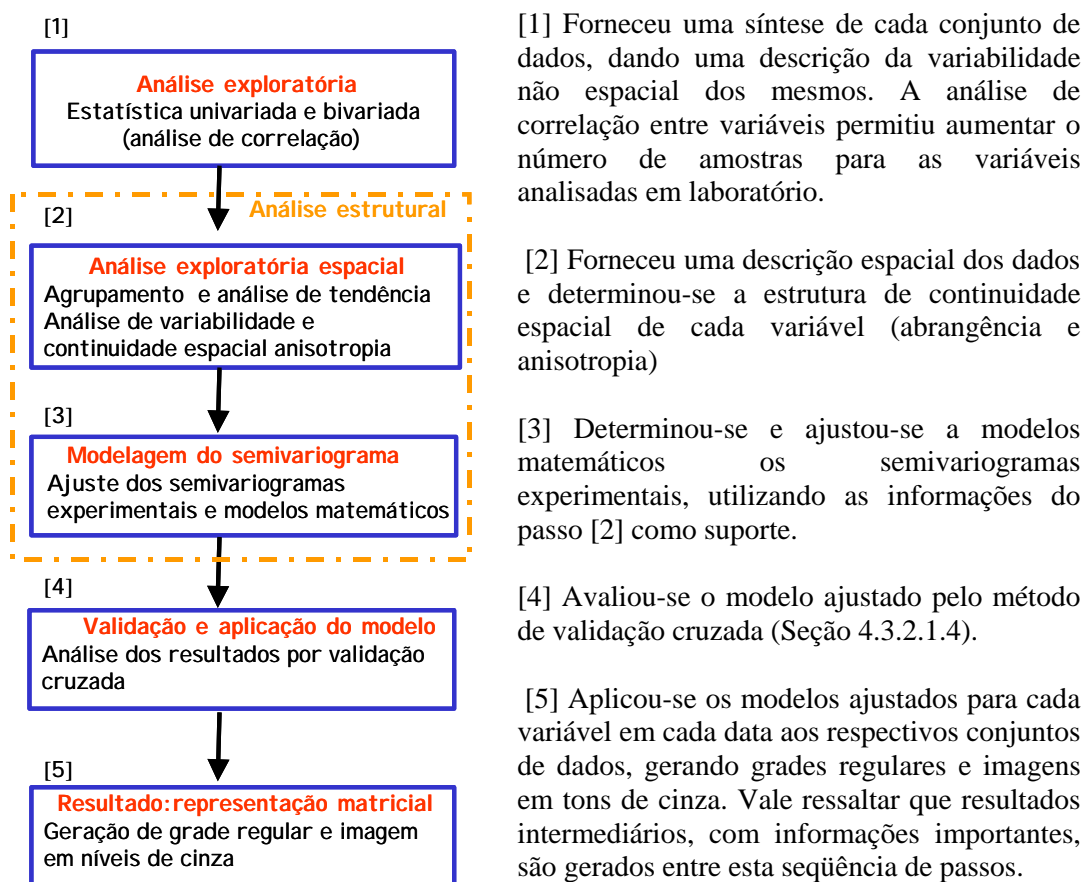 [1]
Análise exploratória
Estatística univariada e bivariada
(análise de correlação)
[2]
Análise estrutural
Análise exploratória espacial
Agrupamento e análise de tendência
Análise de variabilidade e
continuidade espacial anisotropia
[3]
Modelagem do semivariograma
Ajuste dos semivariogramas
experimentais e modelos matemáticos
[4]
Validação e aplicação do modelo
Análise dos resultados por validação
cruzada
[5]
Resultado:representação matricial
Geração de grade regular e imagem
em níveis de cinza
[1] Forneceu uma síntese de cada conjunto de
dados, dando uma descrição da variabilidade
não espacial dos mesmos. A análise de
correlação entre variáveis permitiu aumentar o
número de amostras para as variáveis
analisadas em laboratório.
[2] Forneceu uma descrição espacial dos dados
e determinou-se a estrutura de continuidade
espacial de cada variável (abrangência e
anisotropia)
[3] Determinou-se e ajustou-se a modelos
matemáticos os semivariogramas
experimentais, utilizando as informações do
passo [2] como suporte.
[4] Avaliou-se o modelo ajustado pelo método
de validação cruzada (Seção 4.3.2.1.4).
[5] Aplicou-se os modelos ajustados para cada
variável em cada data aos respectivos conjuntos
de dados, gerando grades regulares e imagens
em tons de cinza. Vale ressaltar que resultados
intermediários, com informações importantes,
são gerados entre esta seqüência de passos.